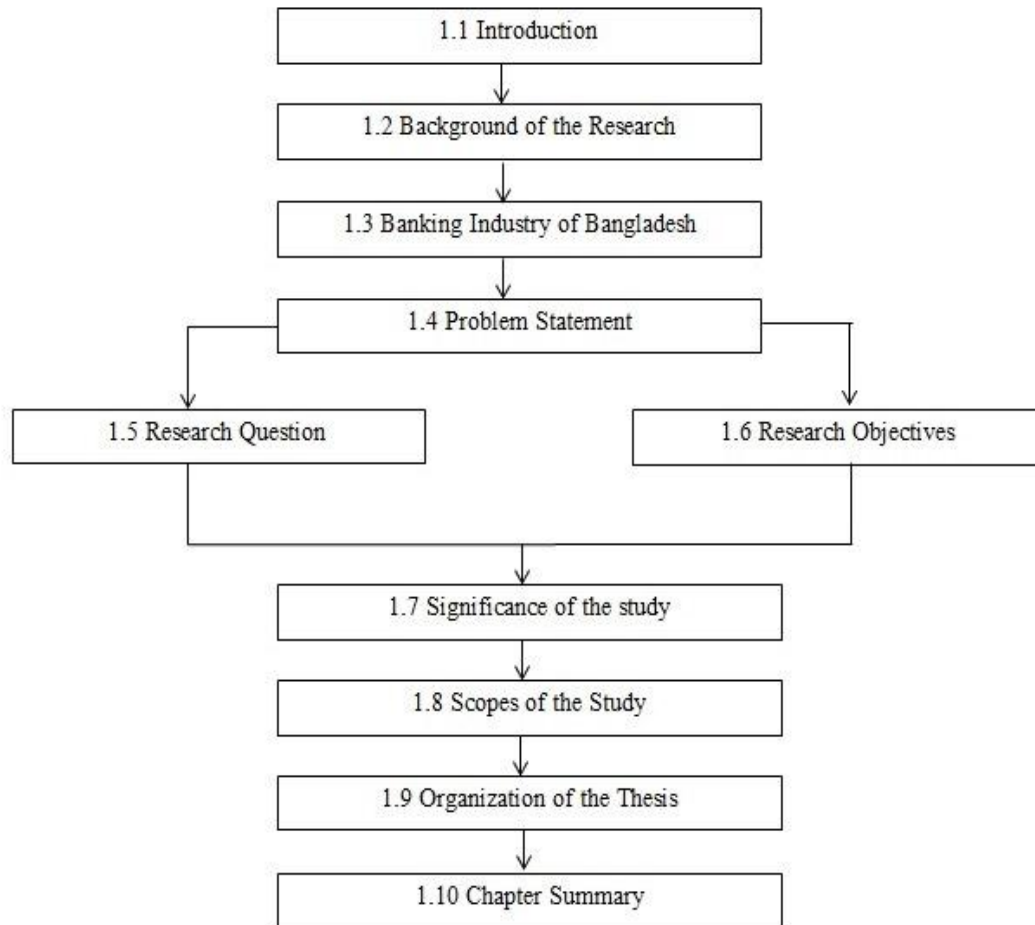 1.1 Introduction
1.2 Background of the Research
1.3 Banking Industry of Bangladesh
1.4 Problem Statement
1.5 Research Question
1.6 Research Objectives
1.7 Significance of the study
1.8 Scopes of the Study
1.9 Organization of the Thesis
1.10 Chapter Summary